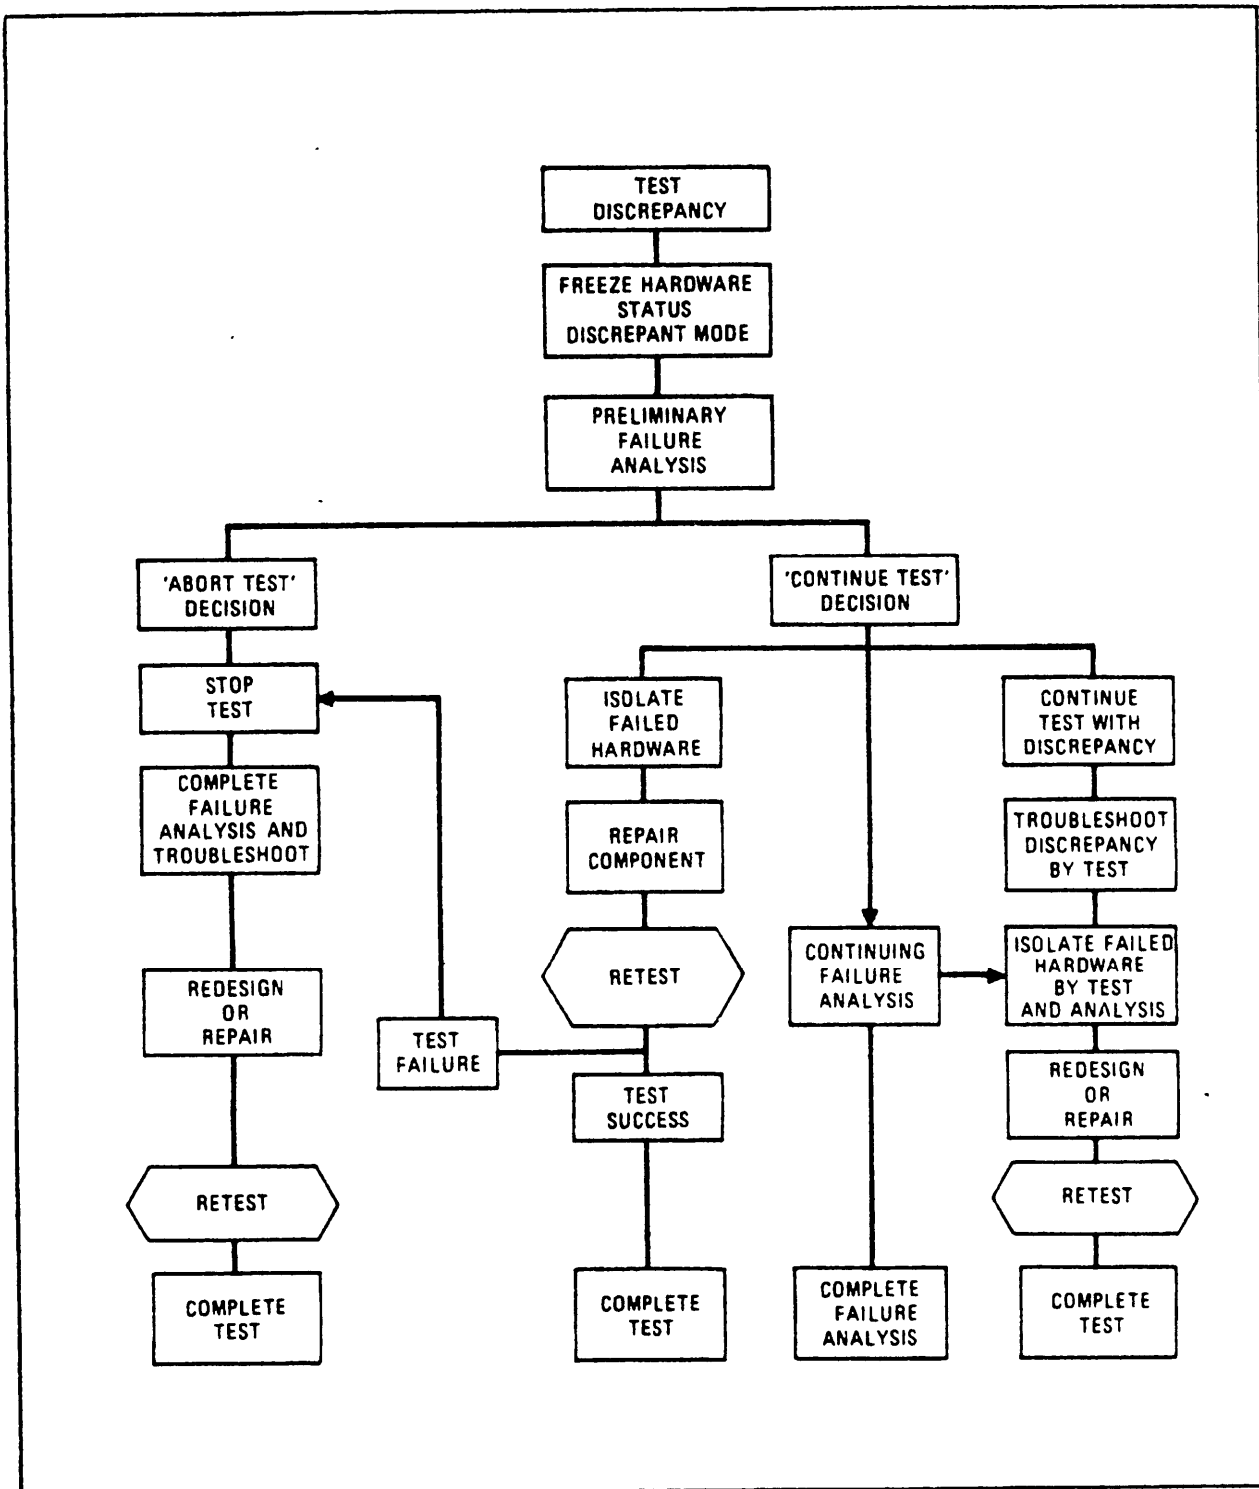 TEST
DISCREPANCY
FREEZE HARDWARE
STATUS
DISCREPANT MODE
PRELIMINARY
FAILURE
ANALYSIS
'ABORT TEST'
DECISION
'CONTINUE TEST'
DECISION
STOP
TEST
COMPLETE
FAILURE
ANALYSIS AND
TROUBLESHOOT
REDESIGN
OR
REPAIR
RETEST
COMPLETE
TEST
TEST
FAILURE
ISOLATE
FAILED
HARDWARE
REPAIR
COMPONENT
RETEST
TEST
SUCCESS
COMPLETE
TEST
CONTINUING
FAILURE
ANALYSIS
COMPLETE
FAILURE
ANALYSIS
CONTINUE
TEST WITH
DISCREPANCY
TROUBLESHOOT
DISCREPANCY
BY TEST
ISOLATE FAILED
HARDWARE
BY TEST
AND ANALYSIS
REDESIGN
OR
REPAIR
RETEST
COMPLETE
TEST